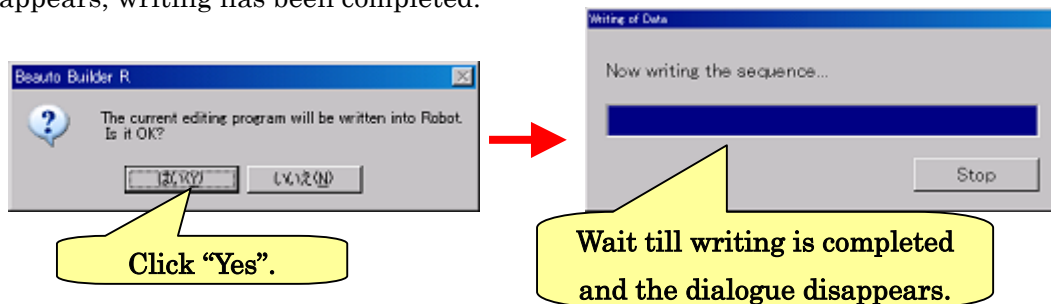 appears, writing has been completed.
Writing of Data
Beauto Builder R
Now writing the sequence...
The current editing program will be written into Robot.
Is it OK?
はい(Y)
いいえ(N)
Stop
Click “Yes”.
Wait till writing is completed
and the dialogue disappears.